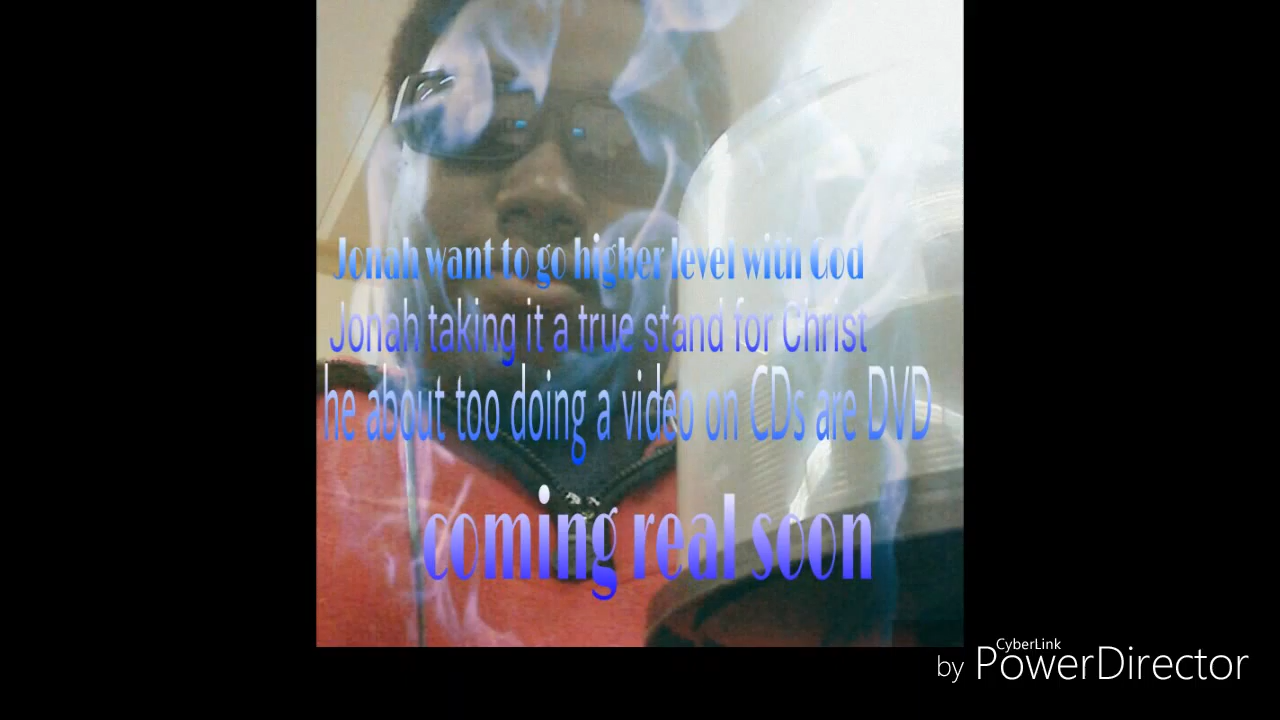 Jonah want to go higher level with God
Jonah taking it a true stand for Christ
he about too doing a video on CDs are DVD
coming real soon
CyberLink
by PowerDirector